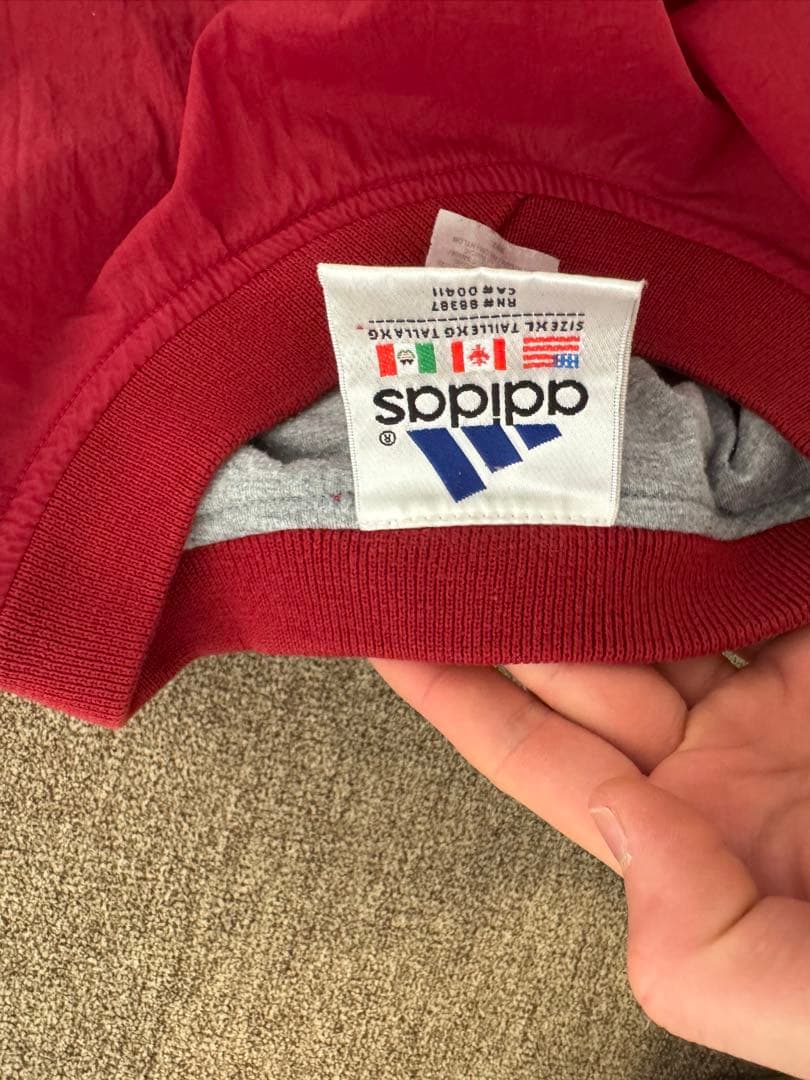 adidas
®
SIZE XL TAILLE XG TALLA XG
RN# 88387
CA# 00411